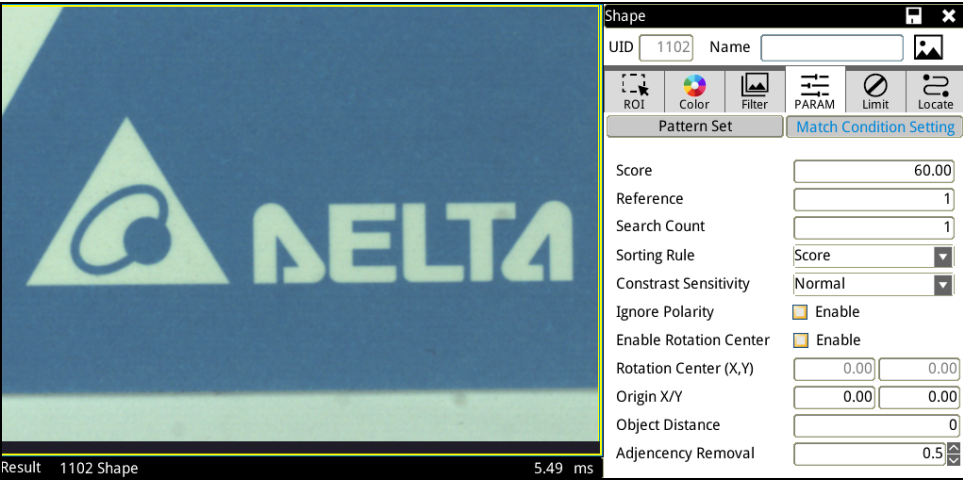 Shape
UID 1102 Name
ROI Color Filter PARAM Limit Locate
Pattern Set Match Condition Setting
DELTA
Score 60.00
Reference 1
Search Count 1
Sorting Rule Score
Constrast Sensitivity Normal
Ignore Polarity Enable
Enable Rotation Center Enable
Rotation Center (X,Y) 0.00 0.00
Origin X/Y 0.00 0.00
Object Distance 0
Adjencency Removal 0.5
Result 1102 Shape 5.49 ms